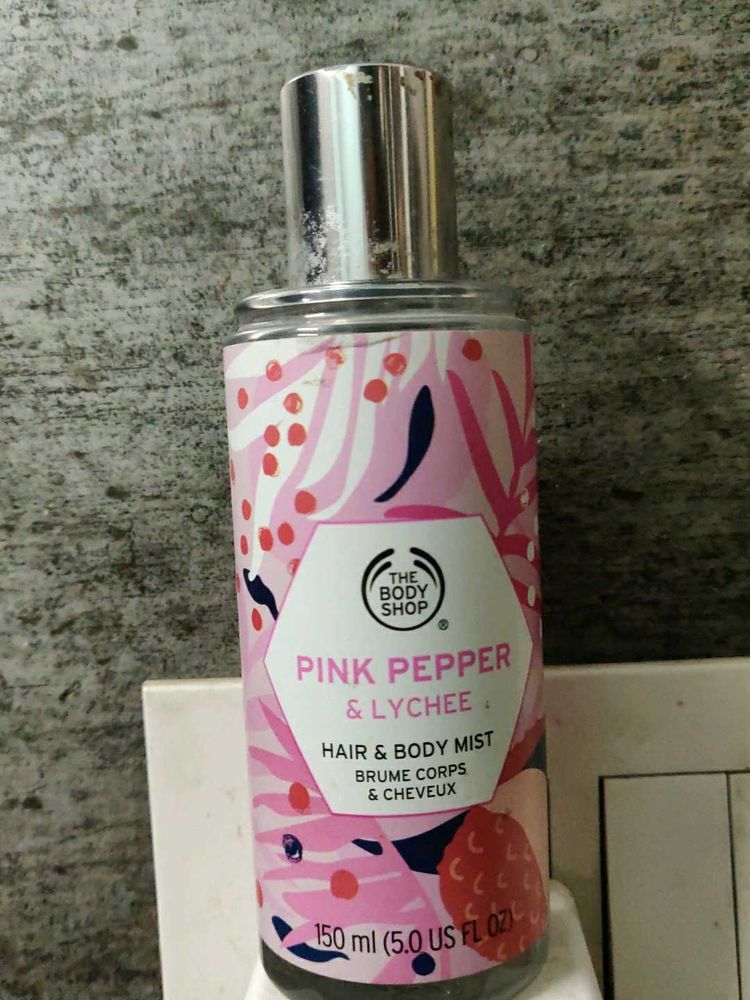 THE
BODY
SHOP
®
PINK PEPPER
& LYCHEE
HAIR & BODY MIST
BRUME CORPS
& CHEVEUX
150 ml (5.0 US FL OZ)